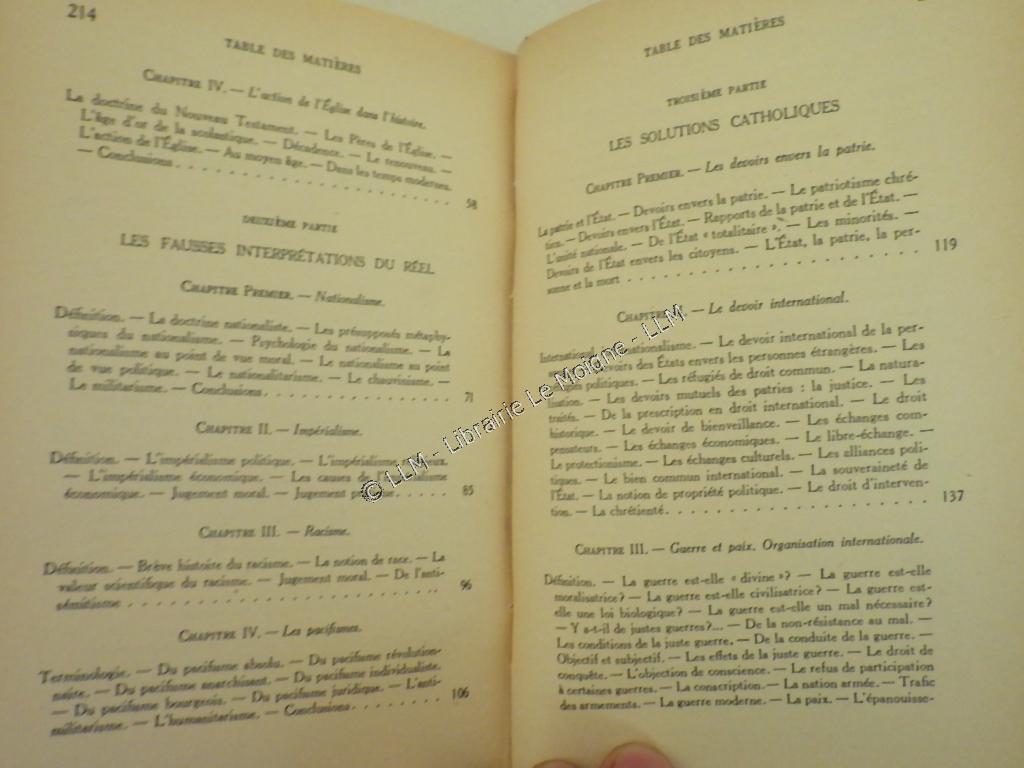 214
TABLE DES MATIÈRES
CHAPITRE IV. — L'action de l'Église dans l'histoire.
La doctrine du Nouveau Testament. — Les Pères de l'Église. —
L'âge d'or de la scolastique. — Décadence. — Le renouveau. —
L'action de l'Église. — Au moyen âge. — Dans les temps modernes.
— Conclusions . . . . . . . . . . . . . . . . . . . . 58
DEUXIÈME PARTIE
LES FAUSSES INTERPRÉTATIONS DU RÉEL
CHAPITRE PREMIER. — Nationalisme.
Définition. — La doctrine nationaliste. — Les présupposés métaphy-
siques du nationalisme. — Psychologie du nationalisme. — Le
nationalisme au point de vue moral. — Le nationalisme au point
de vue politique. — Le nationalitarisme. — Le chauvinisme. —
Le militarisme. — Conclusions . . . . . . . . . . . . . . 71
CHAPITRE II. — Impérialisme.
Définition. — L'impérialisme politique. — L'impérialisme
— L'impérialisme économique. — Les causes de l'impérialisme
économique. — Jugement moral. — Jugement . . . . 85
CHAPITRE III. — Racisme.
Définition. — Brève histoire du racisme. — La notion de race. — La
valeur scientifique du racisme. — Jugement moral. — De l'anti-
sémitisme . . . . . . . . . . . . . . . . . . . . . . 96
CHAPITRE IV. — Les pacifismes.
Terminologie. — Du pacifisme absolu. — Du pacifisme révolution-
naire. — Du pacifisme anarchisant. — Du pacifisme individualiste.
— Du pacifisme bourgeois. — Du pacifisme juridique. — L'anti-
militarisme. — L'humanitarisme. — Conclusions . . . . . . . . 106
TABLE DES MATIÈRES
TROISIÈME PARTIE
LES SOLUTIONS CATHOLIQUES
CHAPITRE PREMIER. — Les devoirs envers la patrie.
La patrie et l'État. — Devoirs envers la patrie. — Le patriotisme chré-
tien. — Devoirs envers l'État. — Rapports de la patrie et de l'État. —
L'unité nationale. — De l'État « totalitaire ». — Les minorités. —
Devoirs de l'État envers les citoyens. — L'État, la patrie, la per-
sonne et la mort . . . . . . . . . . . . . . . . . . . . 119
CHAPITRE — Le devoir international.
International nationalisme. — Le devoir international de la per-
Devoirs des États envers les personnes étrangères. — Les
politiques. — Les réfugiés de droit commun. — La natura-
lisation. — Les devoirs mutuels des patries : la justice. — Les
traités. — De la prescription en droit international. — Le droit
historique. — Le devoir de bienveillance. — Les échanges com-
pensateurs. — Les échanges économiques. — Le libre-échange. —
Le protectionisme. — Les échanges culturels. — Les alliances poli-
tiques. — Le bien commun international. — La souveraineté de
l'État. — La notion de propriété politique. — Le droit d'interven-
tion. — La chrétienté . . . . . . . . . . . . . . . . . . 137
CHAPITRE III. — Guerre et paix. Organisation internationale.
Définition. — La guerre est-elle « divine »? — La guerre est-elle
moralisatrice? — La guerre est-elle civilisatrice? — La guerre est-
elle une loi biologique? — La guerre est-elle un mal nécessaire?
— Y a-t-il de justes guerres?... — De la non-résistance au mal. —
Les conditions de la juste guerre. — De la conduite de la guerre. —
Objectif et subjectif. — Les effets de la juste guerre. — Le droit de
conquête. — L'objection de conscience. — Le refus de participation
à certaines guerres. — La conscription. — La nation armée. — Trafic
des armements. — La guerre moderne. — La paix. — L'épanouisse-
© LLM - Librairie Le Moigne - LLM